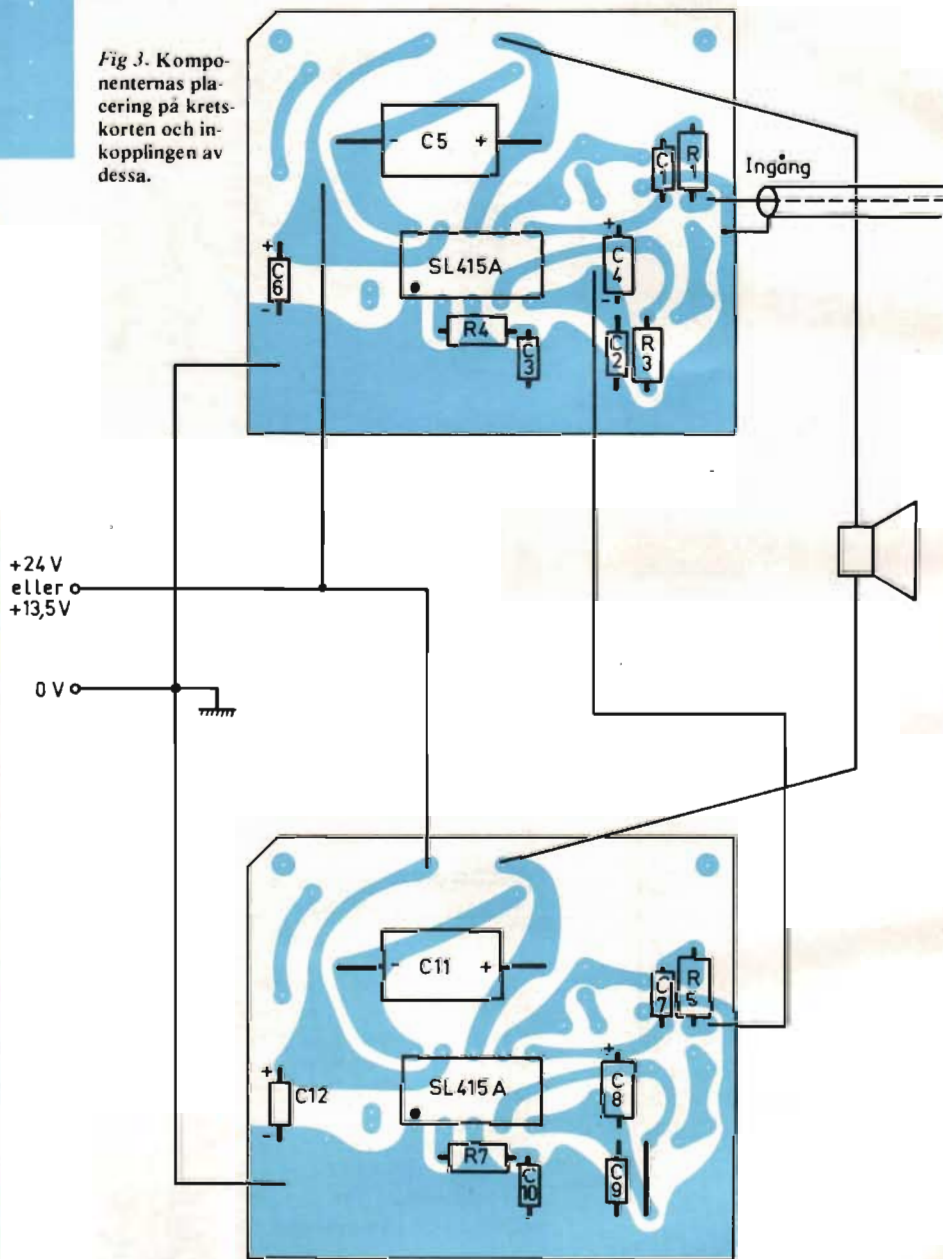 Fig 3. Kompo-
nenternas pla-
cering på krets-
korten och in-
kopplingen av
dessa.
- C5 +
C1
R1
Ingång
+
C6
-
SL415A
+
C4
-
R4
C3
C2
R3
+24 V
eller
+13,5 V
0 V
- C11 +
C7
R5
+
C12
-
SL415A
+
C8
R7
C10
C9